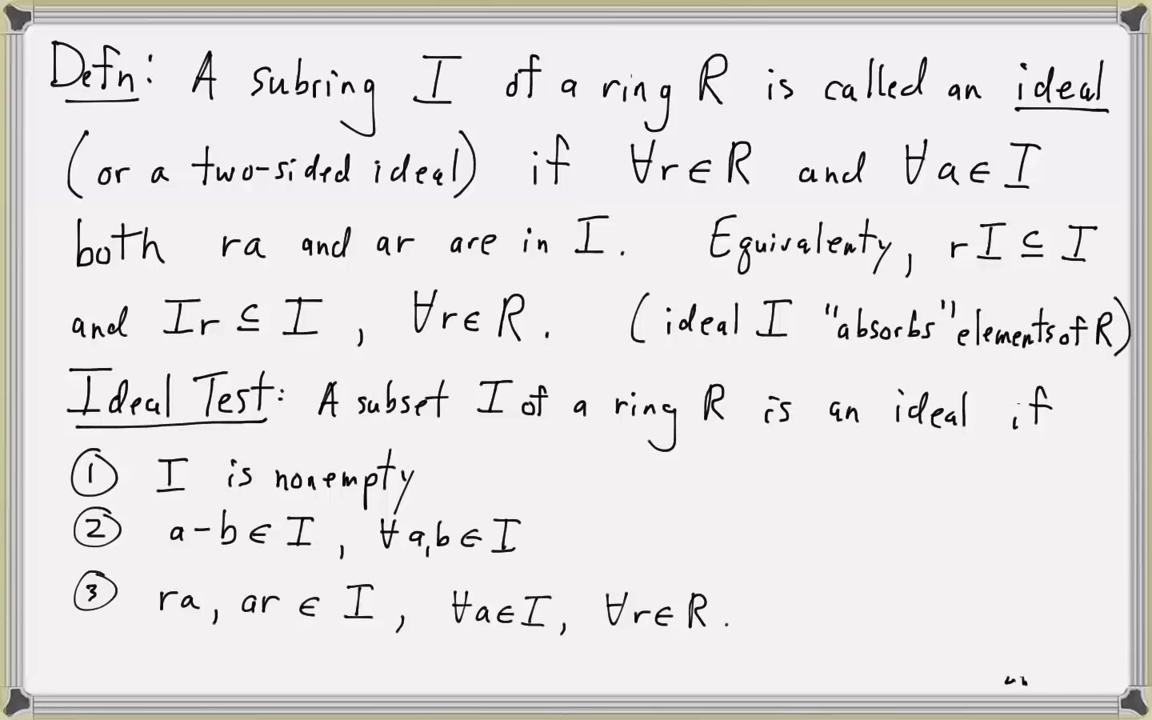 Defn: A subring I of a ring R is called an ideal
(or a two-sided ideal) if ∀r∈R and ∀a∈I
both ra and ar are in I. Equivalenty, rI ⊆ I
and Ir ⊆ I, ∀r∈R. (ideal I "absorbs" elements of R)
Ideal Test: A subset I of a ring R is an ideal if
① I is nonempty
② a-b ∈ I, ∀a,b ∈ I
③ ra, ar ∈ I, ∀a∈I, ∀r∈R.